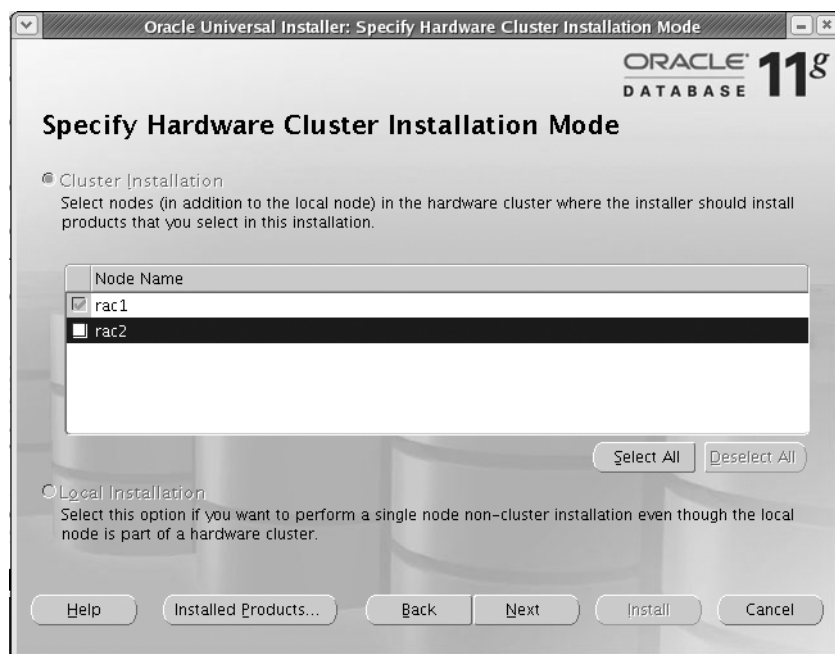 Oracle Universal Installer: Specify Hardware Cluster Installation Mode
ORACLE®
DATABASE
11g
Specify Hardware Cluster Installation Mode
Cluster Installation
Select nodes (in addition to the local node) in the hardware cluster where the installer should install
products that you select in this installation.
Node Name
rac1
rac2
Select All
Deselect All
Local Installation
Select this option if you want to perform a single node non-cluster installation even though the local
node is part of a hardware cluster.
Help
Installed Products...
Back
Next
Install
Cancel